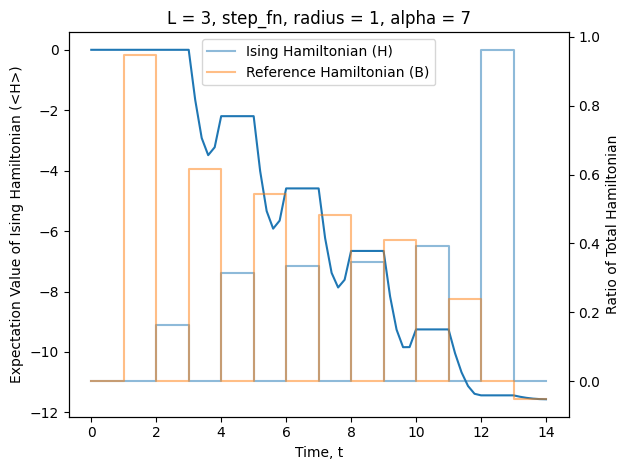 L = 3, step_fn, radius = 1, alpha = 7
Ising Hamiltonian (H)
Reference Hamiltonian (B)
Expectation Value of Ising Hamiltonian (<H>)
0
−2
−4
−6
−8
−10
−12
1.0
0.8
0.6
0.4
0.2
0.0
Ratio of Total Hamiltonian
0 2 4 6 8 10 12 14
Time, t